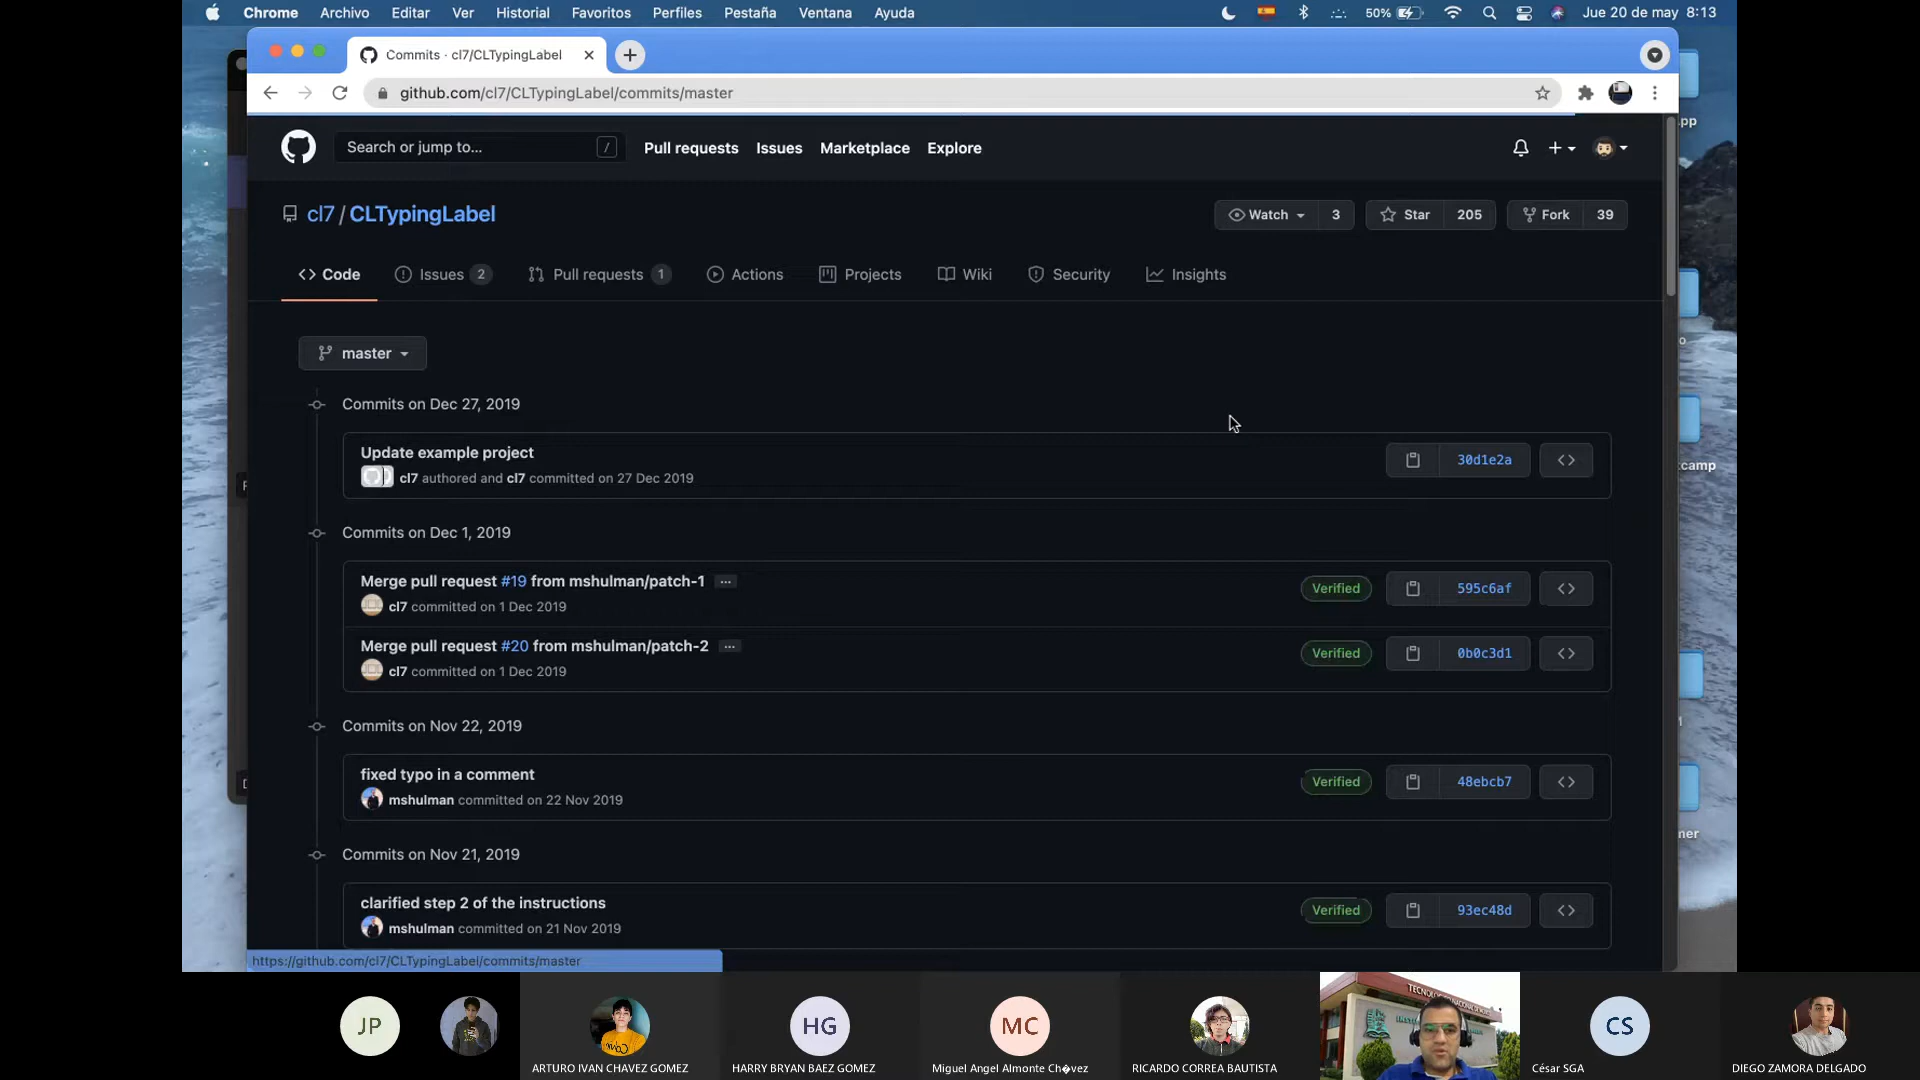 Chrome Archivo Editar Ver Historial Favoritos Perfiles Pestaña Ventana Ayuda 50% Jue 20 de may 8:13
Commits · cl7/CLTypingLabel
github.com/cl7/CLTypingLabel/commits/master
pp
Search or jump to... / Pull requests Issues Marketplace Explore
cl7 / CLTypingLabel Watch 3 Star 205 Fork 39
Code Issues 2 Pull requests 1 Actions Projects Wiki Security Insights
o
master
Commits on Dec 27, 2019
Update example project 30d1e2a
camp
cl7 authored and cl7 committed on 27 Dec 2019
Commits on Dec 1, 2019
Merge pull request #19 from mshulman/patch-1 ... Verified 595c6af
cl7 committed on 1 Dec 2019
Merge pull request #20 from mshulman/patch-2 ... Verified 0b0c3d1
cl7 committed on 1 Dec 2019
Commits on Nov 22, 2019
fixed typo in a comment Verified 48ebcb7
mshulman committed on 22 Nov 2019
mer
Commits on Nov 21, 2019
clarified step 2 of the instructions Verified 93ec48d
mshulman committed on 21 Nov 2019
https://github.com/cl7/CLTypingLabel/commits/master
JP HG MC CS
ARTURO IVAN CHAVEZ GOMEZ HARRY BRYAN BAEZ GOMEZ Miguel Angel Almonte Ch�vez RICARDO CORREA BAUTISTA César SGA DIEGO ZAMORA DELGADO